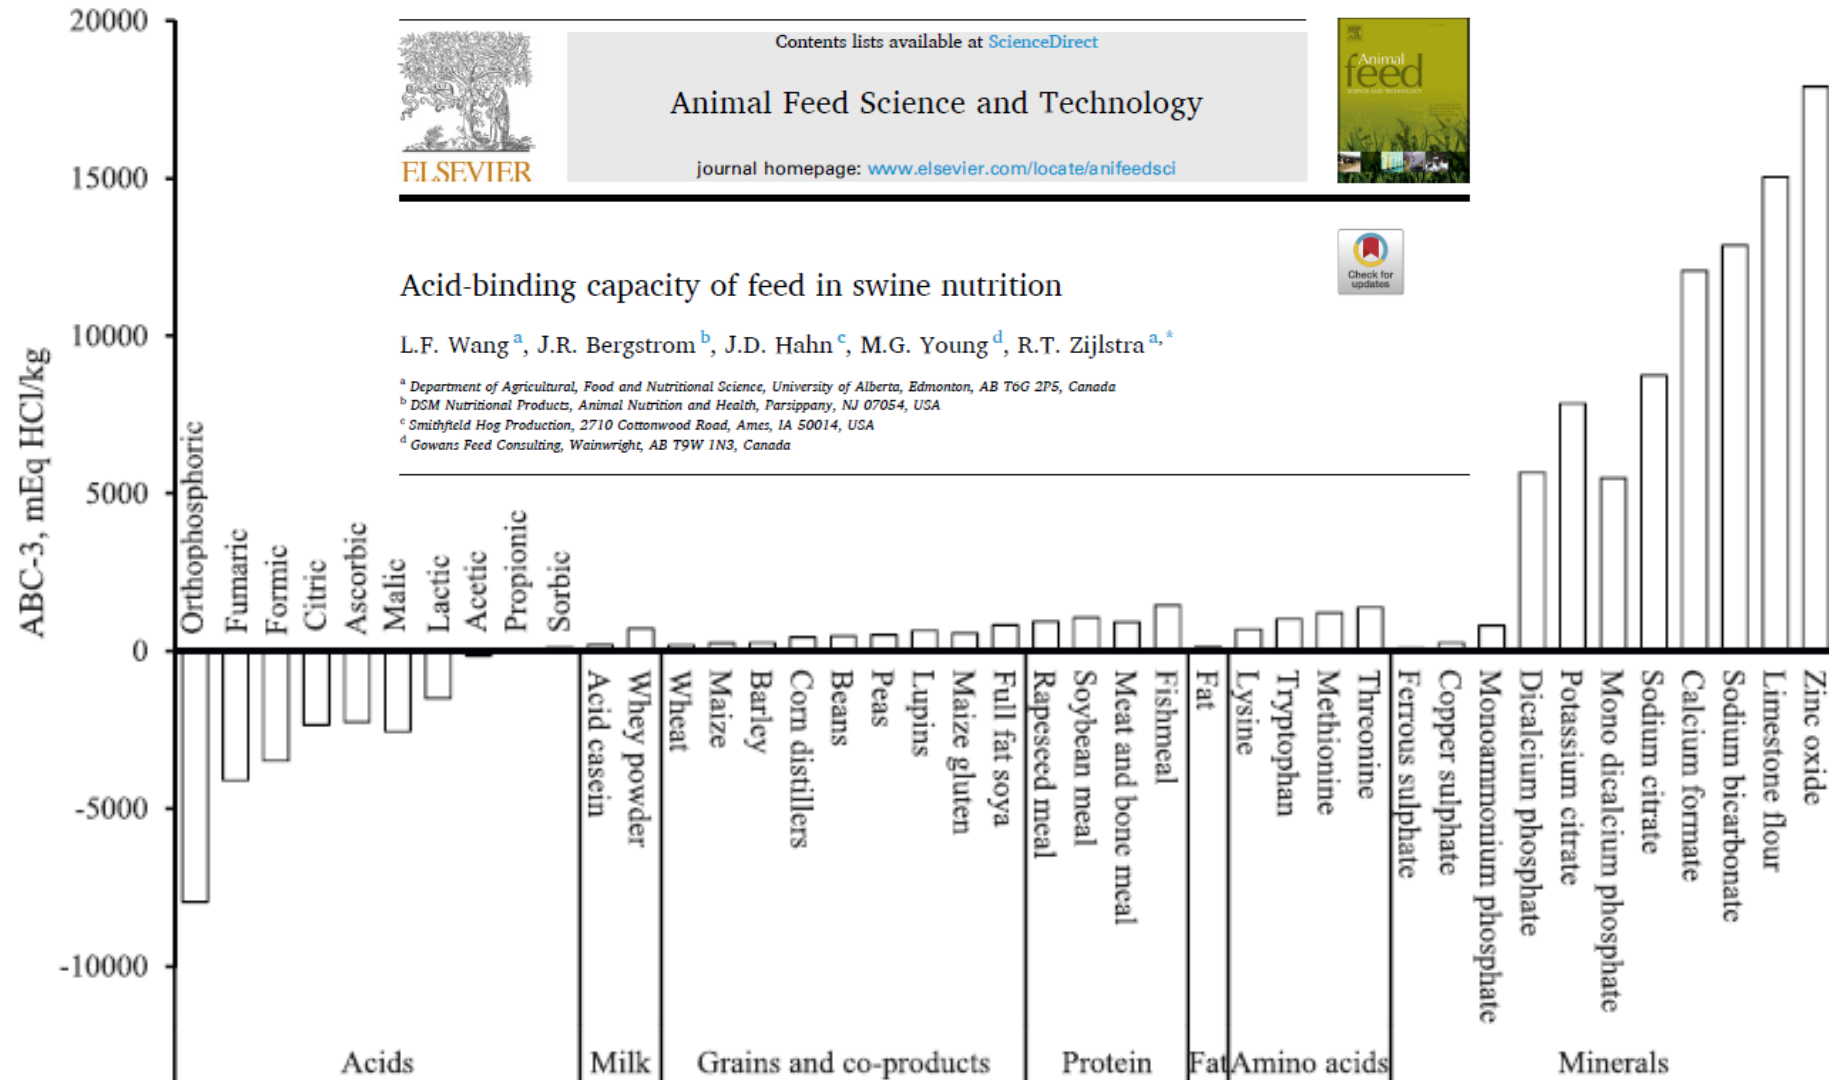 20000
15000
10000
5000
0
-5000
-10000
ABC-3, mEq HCl/kg
ELSEVIER
Contents lists available at ScienceDirect
Animal Feed Science and Technology
journal homepage: www.elsevier.com/locate/anifeedsci
Animal
feed
Check for
updates
Acid-binding capacity of feed in swine nutrition
L.F. Wang a, J.R. Bergstrom b, J.D. Hahn c, M.G. Young d, R.T. Zijlstra a,*
a Department of Agricultural, Food and Nutritional Science, University of Alberta, Edmonton, AB T6G 2P5, Canada
b DSM Nutritional Products, Animal Nutrition and Health, Parsippany, NJ 07054, USA
c Smithfield Hog Production, 2710 Cottonwood Road, Ames, IA 50014, USA
d Gowans Feed Consulting, Wainwright, AB T9W 1N3, Canada
Orthophosphoric
Fumaric
Formic
Citric
Ascorbic
Malic
Lactic
Acetic
Propionic
Sorbic
Acid casein
Whey powder
Wheat
Maize
Barley
Corn distillers
Beans
Peas
Lupins
Maize gluten
Full fat soya
Rapeseed meal
Soybean meal
Meat and bone meal
Fishmeal
Fat
Lysine
Tryptophan
Methionine
Threonine
Ferrous sulphate
Copper sulphate
Monoammonium phosphate
Dicalcium phosphate
Potassium citrate
Mono dicalcium phosphate
Sodium citrate
Calcium formate
Sodium bicarbonate
Limestone flour
Zinc oxide
Acids
Milk
Grains and co-products
Protein
Fat
Amino acids
Minerals